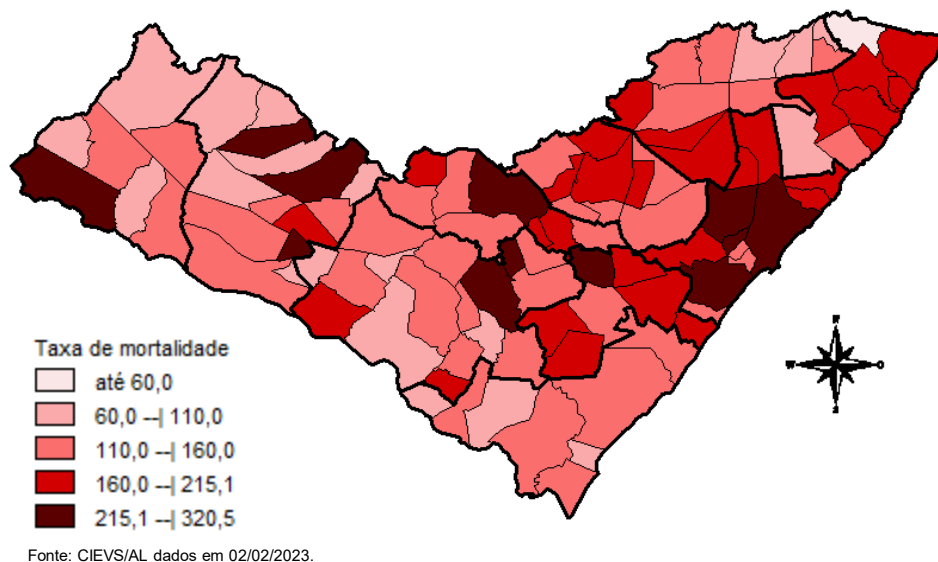 N
W O
S
Taxa de mortalidade
até 60,0
60,0 --| 110,0
110,0 --| 160,0
160,0 --| 215,1
215,1 --| 320,5
Fonte: CIEVS/AL dados em 02/02/2023.